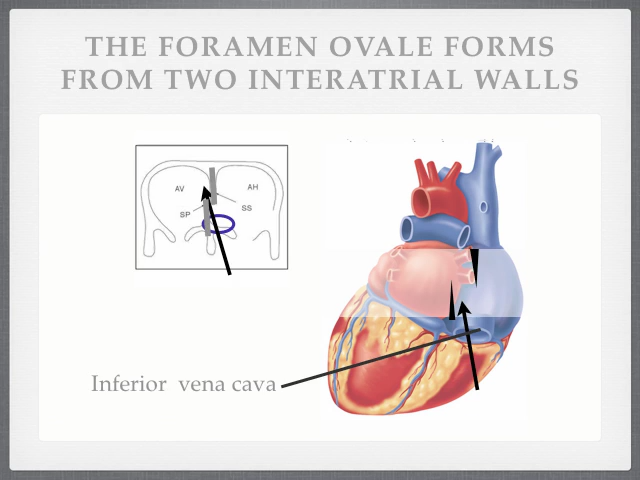 THE FORAMEN OVALE FORMS
FROM TWO INTERATRIAL WALLS
AV
AH
SP
SS
Inferior vena cava